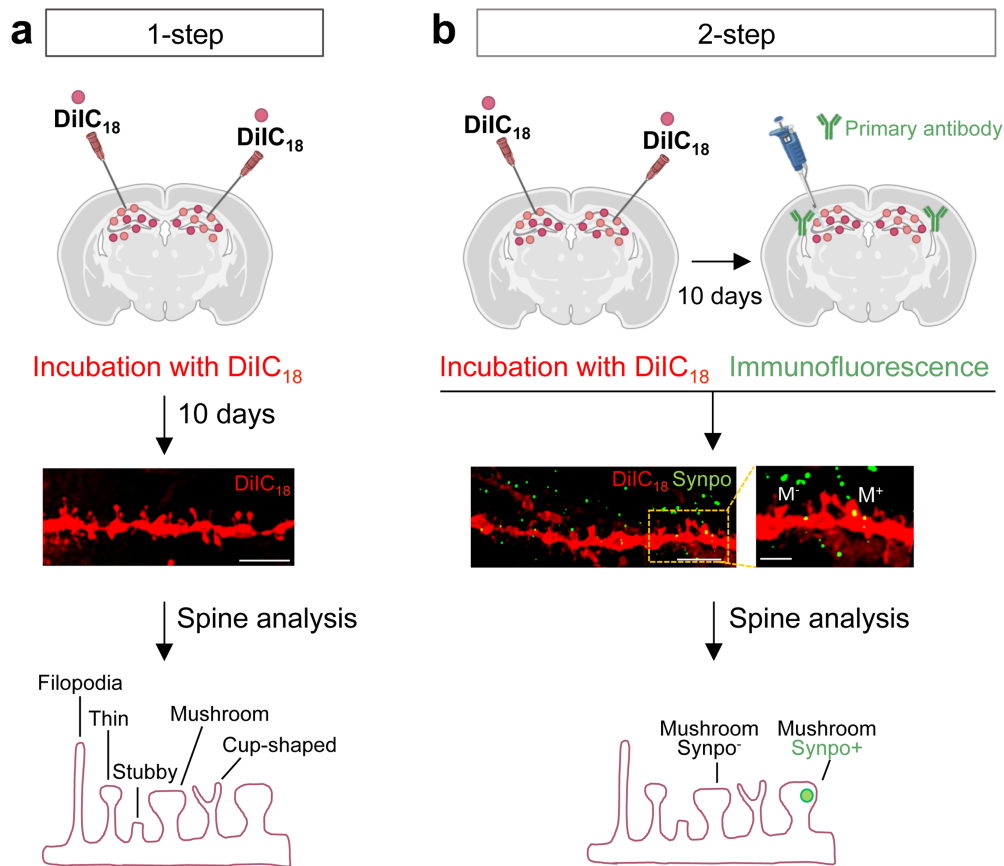 a
1-step
DiIC18
DiIC18
Incubation with DiIC18
10 days
DiIC18
Spine analysis
Filopodia
Thin
Stubby
Mushroom
Cup-shaped
b
2-step
DiIC18
DiIC18
Primary antibody
10 days
Incubation with DiIC18 Immunofluorescence
DiIC18 Synpo
M-
M+
Spine analysis
Mushroom
Synpo-
Mushroom
Synpo+